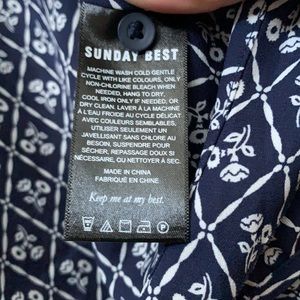 SUNDAY BEST
MACHINE WASH COLD GENTLE
CYCLE WITH LIKE COLOURS, ONLY
NON-CHLORINE BLEACH WHEN
NEEDED, HANG TO DRY,
COOL IRON ONLY IF NEEDED, OR
DRY CLEAN. LAVER À LA MACHINE
À L'EAU FROIDE AU CYCLE DÉLICAT
AVEC COULEURS SEMBLABLES,
UTILISER SEULEMENT UN
JAVELLISANT SANS CHLORE AU
BESOIN, SUSPENDRE POUR
SÉCHER, REPASSAGE DOUX SI
NÉCESSAIRE, OU NETTOYER À SEC.
MADE IN CHINA
FABRIQUÉ EN CHINE
Keep me at my best.
P